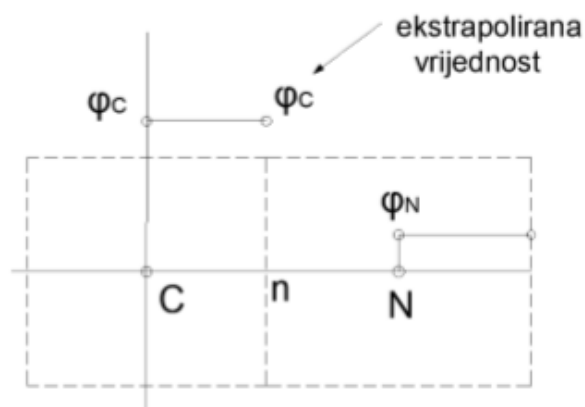 ekstrapolirana
vrijednost
φC
φC
φN
C
n
N